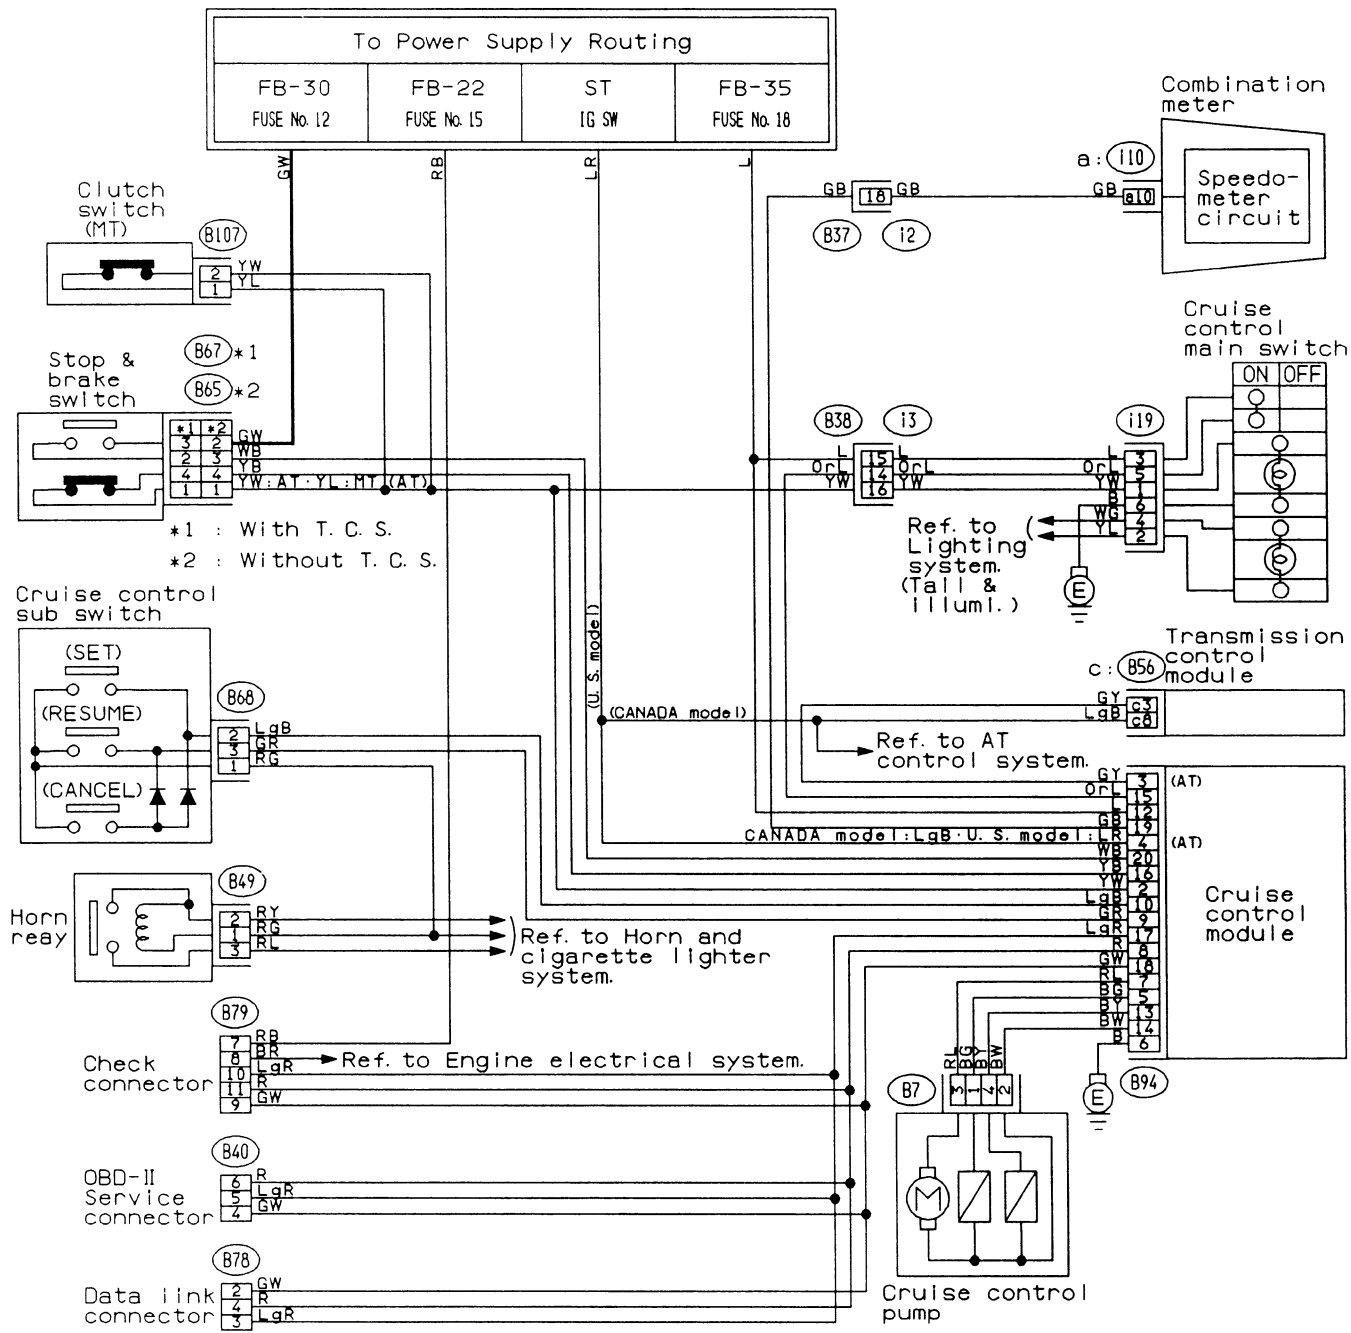 To Power Supply Routing
FB-30 FB-22 ST FB-35
FUSE No. 12 FUSE No. 15 IG SW FUSE No. 18
GW
RB
LR
L
Combination
meter
a: i10
GB 18 GB
GB a10
Speedo-
meter
circuit
B37 i2
Clutch
switch
(MT)
B107
2 YW
1 YL
Cruise
control
main switch
ON OFF
Stop &
brake
switch
B67 *1
B65 *2
*1 *2
3 2 GW
2 3 WB
4 4 YB
1 1 YW:AT·YL:MT (AT)
*1 : With T. C. S.
*2 : Without T. C. S.
B38 i3
L 15 L
OrL 14 OrL
YW 16 YW
i19
L 3
OrL 5
YW 1
B 6
WG 4
YL 2
Ref. to
Lighting
system.
(Tail &
illumi.)
E
Cruise control
sub switch
(SET)
(RESUME)
(CANCEL)
B68
2 LgB
3 GR
1 RG
(U. S. model)
(CANADA model)
Transmission
control
module
c: B56
GY c3
LgB c8
Ref. to AT
control system.
GY 3 (AT)
OrL 15
L 12
GB 19
CANADA model:LgB·U. S. model:LR 4 (AT)
WB 20
YB 16
YW 2
LgB 10
GR 9
LgR 17
R 8
GW 18
RL 7
BG 5
BY 13
BW 14
B 6
Cruise
control
module
B94
E
Horn
reay
B49
2 RY
1 RG
3 RL
Ref. to Horn and
cigarette lighter
system.
Check
connector
B79
7 RB
8 BR
10 LgR
11 R
9 GW
Ref. to Engine electrical system.
OBD-II
Service
connector
B40
6 R
5 LgR
4 GW
Data link
connector
B78
2 GW
4 R
3 LgR
B7
RL BG BY BW
3 1 4 2
M
Cruise control
pump